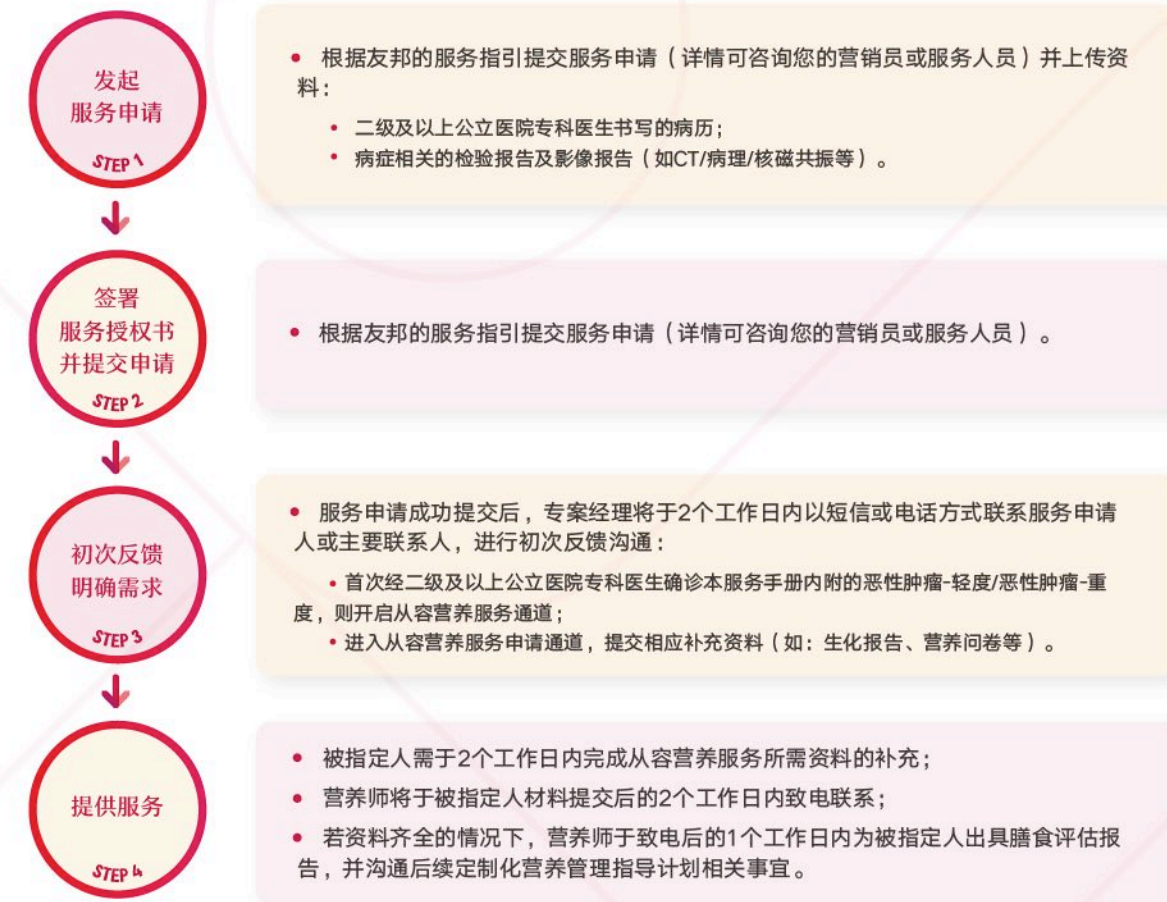 发起
服务申请
STEP 1
• 根据友邦的服务指引提交服务申请（详情可咨询您的营销员或服务人员）并上传资
料：
• 二级及以上公立医院专科医生书写的病历；
• 病症相关的检验报告及影像报告（如CT/病理/核磁共振等）。
签署
服务授权书
并提交申请
STEP 2
• 根据友邦的服务指引提交服务申请（详情可咨询您的营销员或服务人员）。
初次反馈
明确需求
STEP 3
• 服务申请成功提交后，专案经理将于2个工作日内以短信或电话方式联系服务申请
人或主要联系人，进行初次反馈沟通：
• 首次经二级及以上公立医院专科医生确诊本服务手册内附的恶性肿瘤-轻度/恶性肿瘤-重
度，则开启从容营养服务通道；
• 进入从容营养服务申请通道，提交相应补充资料（如：生化报告、营养问卷等）。
提供服务
STEP 4
• 被指定人需于2个工作日内完成从容营养服务所需资料的补充；
• 营养师将于被指定人材料提交后的2个工作日内致电联系；
• 若资料齐全的情况下，营养师于致电后的1个工作日内为被指定人出具膳食评估报
告，并沟通后续定制化营养管理指导计划相关事宜。